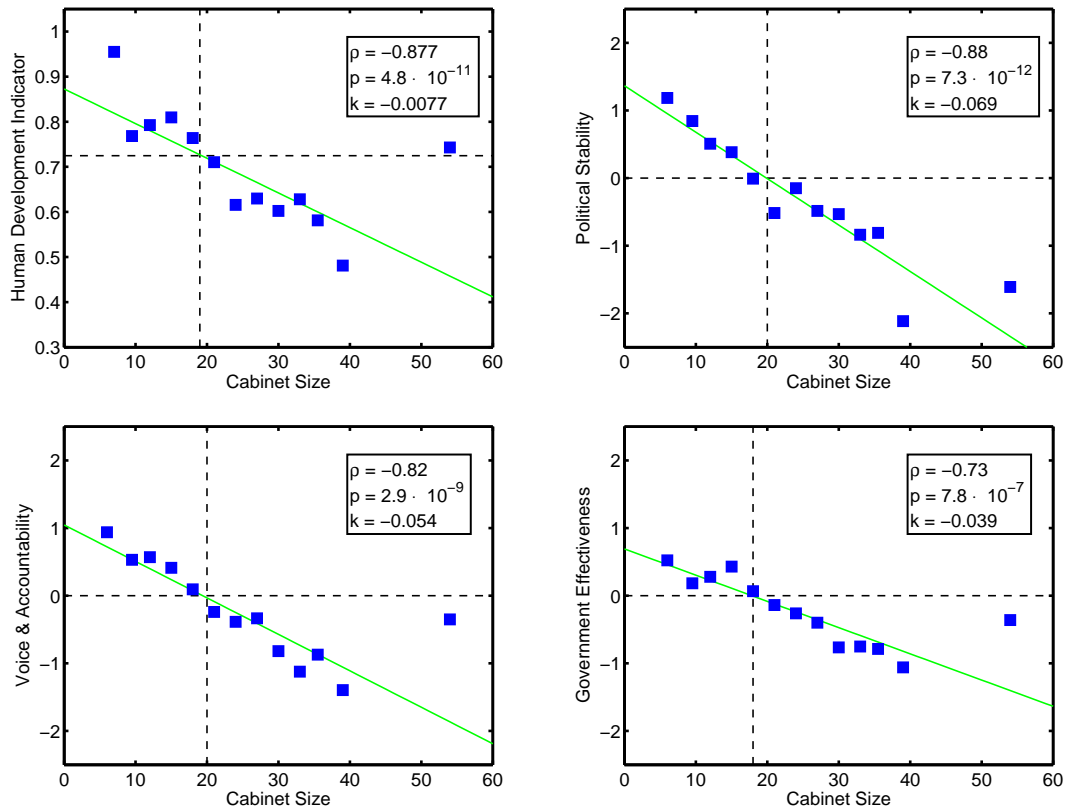 1
0.9
0.8
0.7
0.6
0.5
0.4
0.3
0 10 20 30 40 50 60
Human Development Indicator
Cabinet Size
ρ = −0.877
p = 4.8 · 10⁻¹¹
k = −0.0077
2
1
0
−1
−2
0 10 20 30 40 50 60
Political Stability
Cabinet Size
ρ = −0.88
p = 7.3 · 10⁻¹²
k = −0.069
2
1
0
−1
−2
0 10 20 30 40 50 60
Voice & Accountability
Cabinet Size
ρ = −0.82
p = 2.9 · 10⁻⁹
k = −0.054
2
1
0
−1
−2
0 10 20 30 40 50 60
Government Effectiveness
Cabinet Size
ρ = −0.73
p = 7.8 · 10⁻⁷
k = −0.039